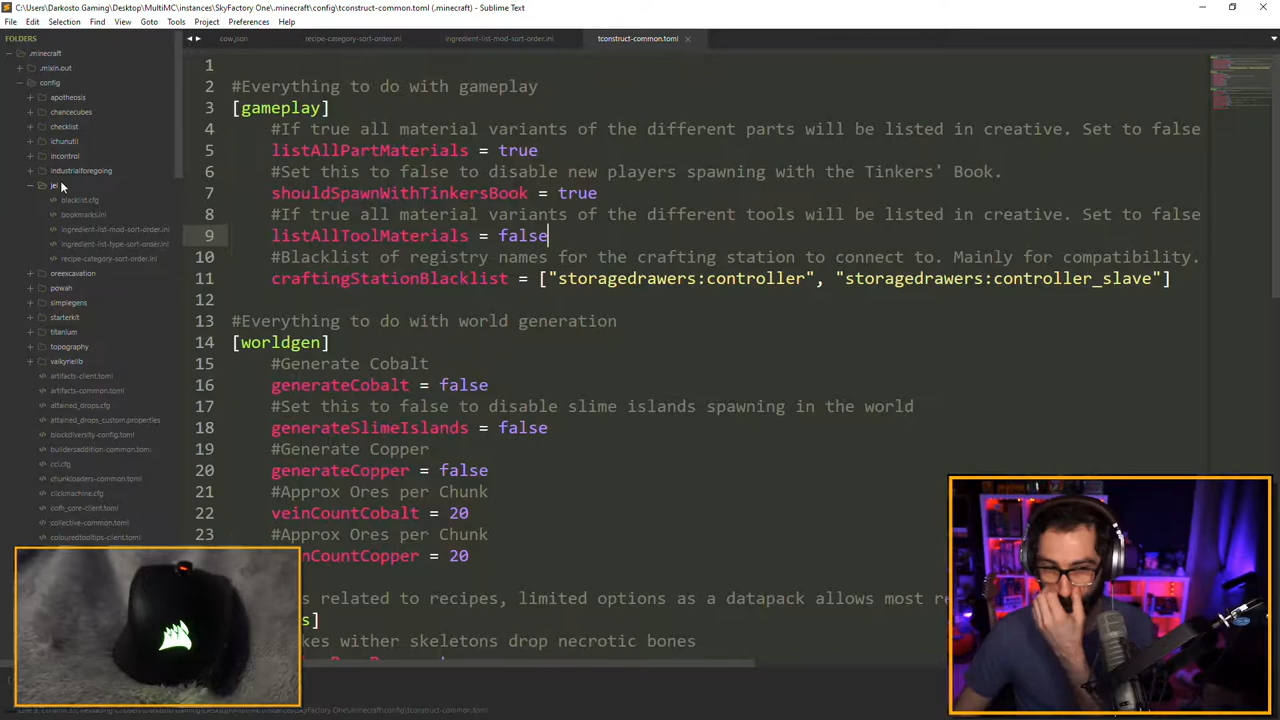 C:\Users\Darkosto Gaming\Desktop\MultiMC\instances\SkyFactory One\.minecraft\config\tconstruct-common.toml (.minecraft) - Sublime Text
File Edit Selection Find View Goto Tools Project Preferences Help
FOLDERS
.minecraft
.mixin.out
config
apotheosis
chancecubes
checklist
ichunutil
incontrol
industrialforegoing
jei
blacklist.cfg
bookmarks.ini
ingredient-list-mod-sort-order.ini
ingredient-list-type-sort-order.ini
recipe-category-sort-order.ini
oreexcavation
powah
simplegens
starterkit
titanium
topography
valkyrielib
artifacts-client.toml
artifacts-common.toml
attained_drops.cfg
attained_drops_custom.properties
blockdiversity-config.toml
buildersaddition-common.toml
ccl.cfg
chunkloaders-common.toml
clickmachine.cfg
cofh_core-client.toml
collective-common.toml
colouredtooltips-client.toml
cow.json recipe-category-sort-order.ini ingredient-list-mod-sort-order.ini tconstruct-common.toml
1
2 #Everything to do with gameplay
3 [gameplay]
4 #If true all material variants of the different parts will be listed in creative. Set to false
5 listAllPartMaterials = true
6 #Set this to false to disable new players spawning with the Tinkers' Book.
7 shouldSpawnWithTinkersBook = true
8 #If true all material variants of the different tools will be listed in creative. Set to false
9 listAllToolMaterials = false
10 #Blacklist of registry names for the crafting station to connect to. Mainly for compatibility.
11 craftingStationBlacklist = ["storagedrawers:controller", "storagedrawers:controller_slave"]
12
13 #Everything to do with world generation
14 [worldgen]
15 #Generate Cobalt
16 generateCobalt = false
17 #Set this to false to disable slime islands spawning in the world
18 generateSlimeIslands = false
19 #Generate Copper
20 generateCopper = false
21 #Approx Ores per Chunk
22 veinCountCobalt = 20
23 #Approx Ores per Chunk
nCountCopper = 20
s related to recipes, limited options as a datapack allows most re
s]
kes wither skeletons drop necrotic bones